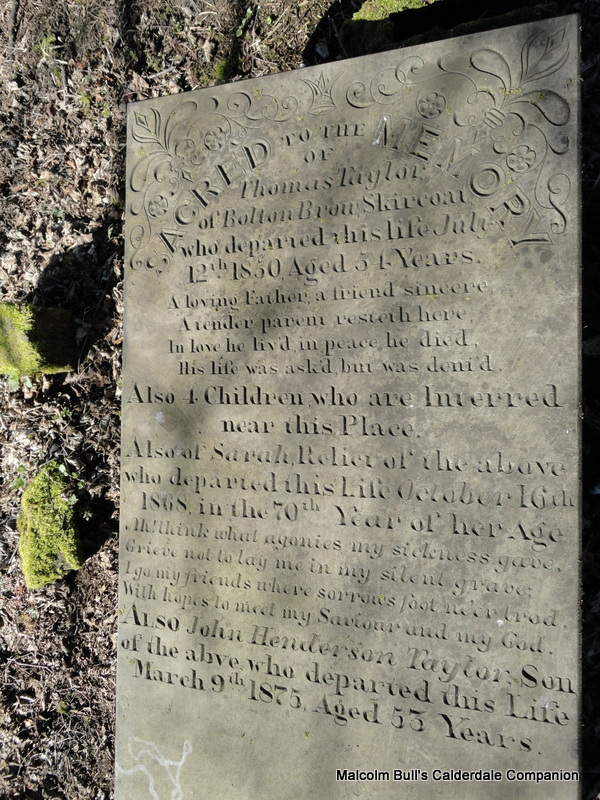 SACRED TO THE MEMORY
OF
Thomas Taylor,
of Bolton Brow, Skircoat,
who departed this life July
12th 1850 Aged 54 Years.
A loving Father, a friend sincere,
A tender parent resteth here,
In love he liv'd, in peace he died,
His life was ask'd, but was deni'd.
Also 4 Children, who are Interred
near this Place.
Also of Sarah, Relict of the above
who departed this Life October 16th
1868, in the 70th Year of her Age
Ah! think what agonies my sickness gave,
Grieve not to lay me in my silent grave;
I go my friends where sorrows foot ne'er trod,
With hopes to meet my Saviour and my God.
ALSO John Henderson Taylor, Son
of the abve, who departed this Life
March 9th 1875, Aged 53 Years.
Malcolm Bull's Calderdale Companion